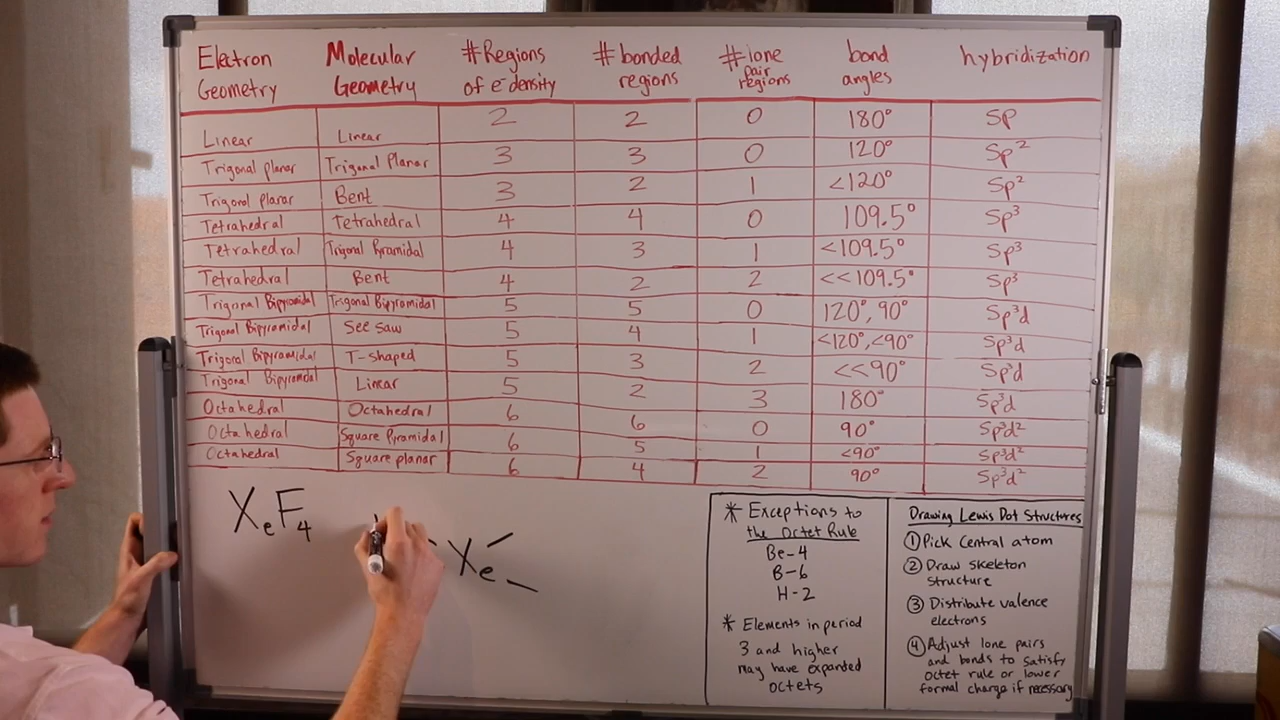 Electron Geometry | Molecular Geometry | #Regions of e⁻ density | # bonded regions | # lone pair regions | bond angles | hybridization
Linear | Linear | 2 | 2 | 0 | 180° | Sp
Trigonal planar | Trigonal Planar | 3 | 3 | 0 | 120° | Sp²
Trigonal planar | Bent | 3 | 2 | 1 | <120° | Sp²
Tetrahedral | Tetrahedral | 4 | 4 | 0 | 109.5° | Sp³
Tetrahedral | Trigonal Pyramidal | 4 | 3 | 1 | <109.5° | Sp³
Tetrahedral | Bent | 4 | 2 | 2 | <<109.5° | Sp³
Trigonal Bipyramidal | Trigonal Bipyramidal | 5 | 5 | 0 | 120°, 90° | Sp³d
Trigonal Bipyramidal | See saw | 5 | 4 | 1 | <120°, <90° | Sp³d
Trigonal Bipyramidal | T-shaped | 5 | 3 | 2 | <<90° | Sp³d
Trigonal Bipyramidal | Linear | 5 | 2 | 3 | 180° | Sp³d
Octahedral | Octahedral | 6 | 6 | 0 | 90° | Sp³d²
Octahedral | Square Pyramidal | 6 | 5 | 1 | <90° | Sp³d²
Octahedral | Square planar | 6 | 4 | 2 | 90° | Sp³d²
XeF₄
Xe
* Exceptions to
the Octet Rule
Be-4
B-6
H-2
* Elements in period
3 and higher
may have expanded
octets
Drawing Lewis Dot Structures
① Pick Central atom
② Draw skeleton
structure
③ Distribute valence
electrons
④ Adjust lone pairs
and bonds to satisfy
octet rule or lower
formal charge if necessary